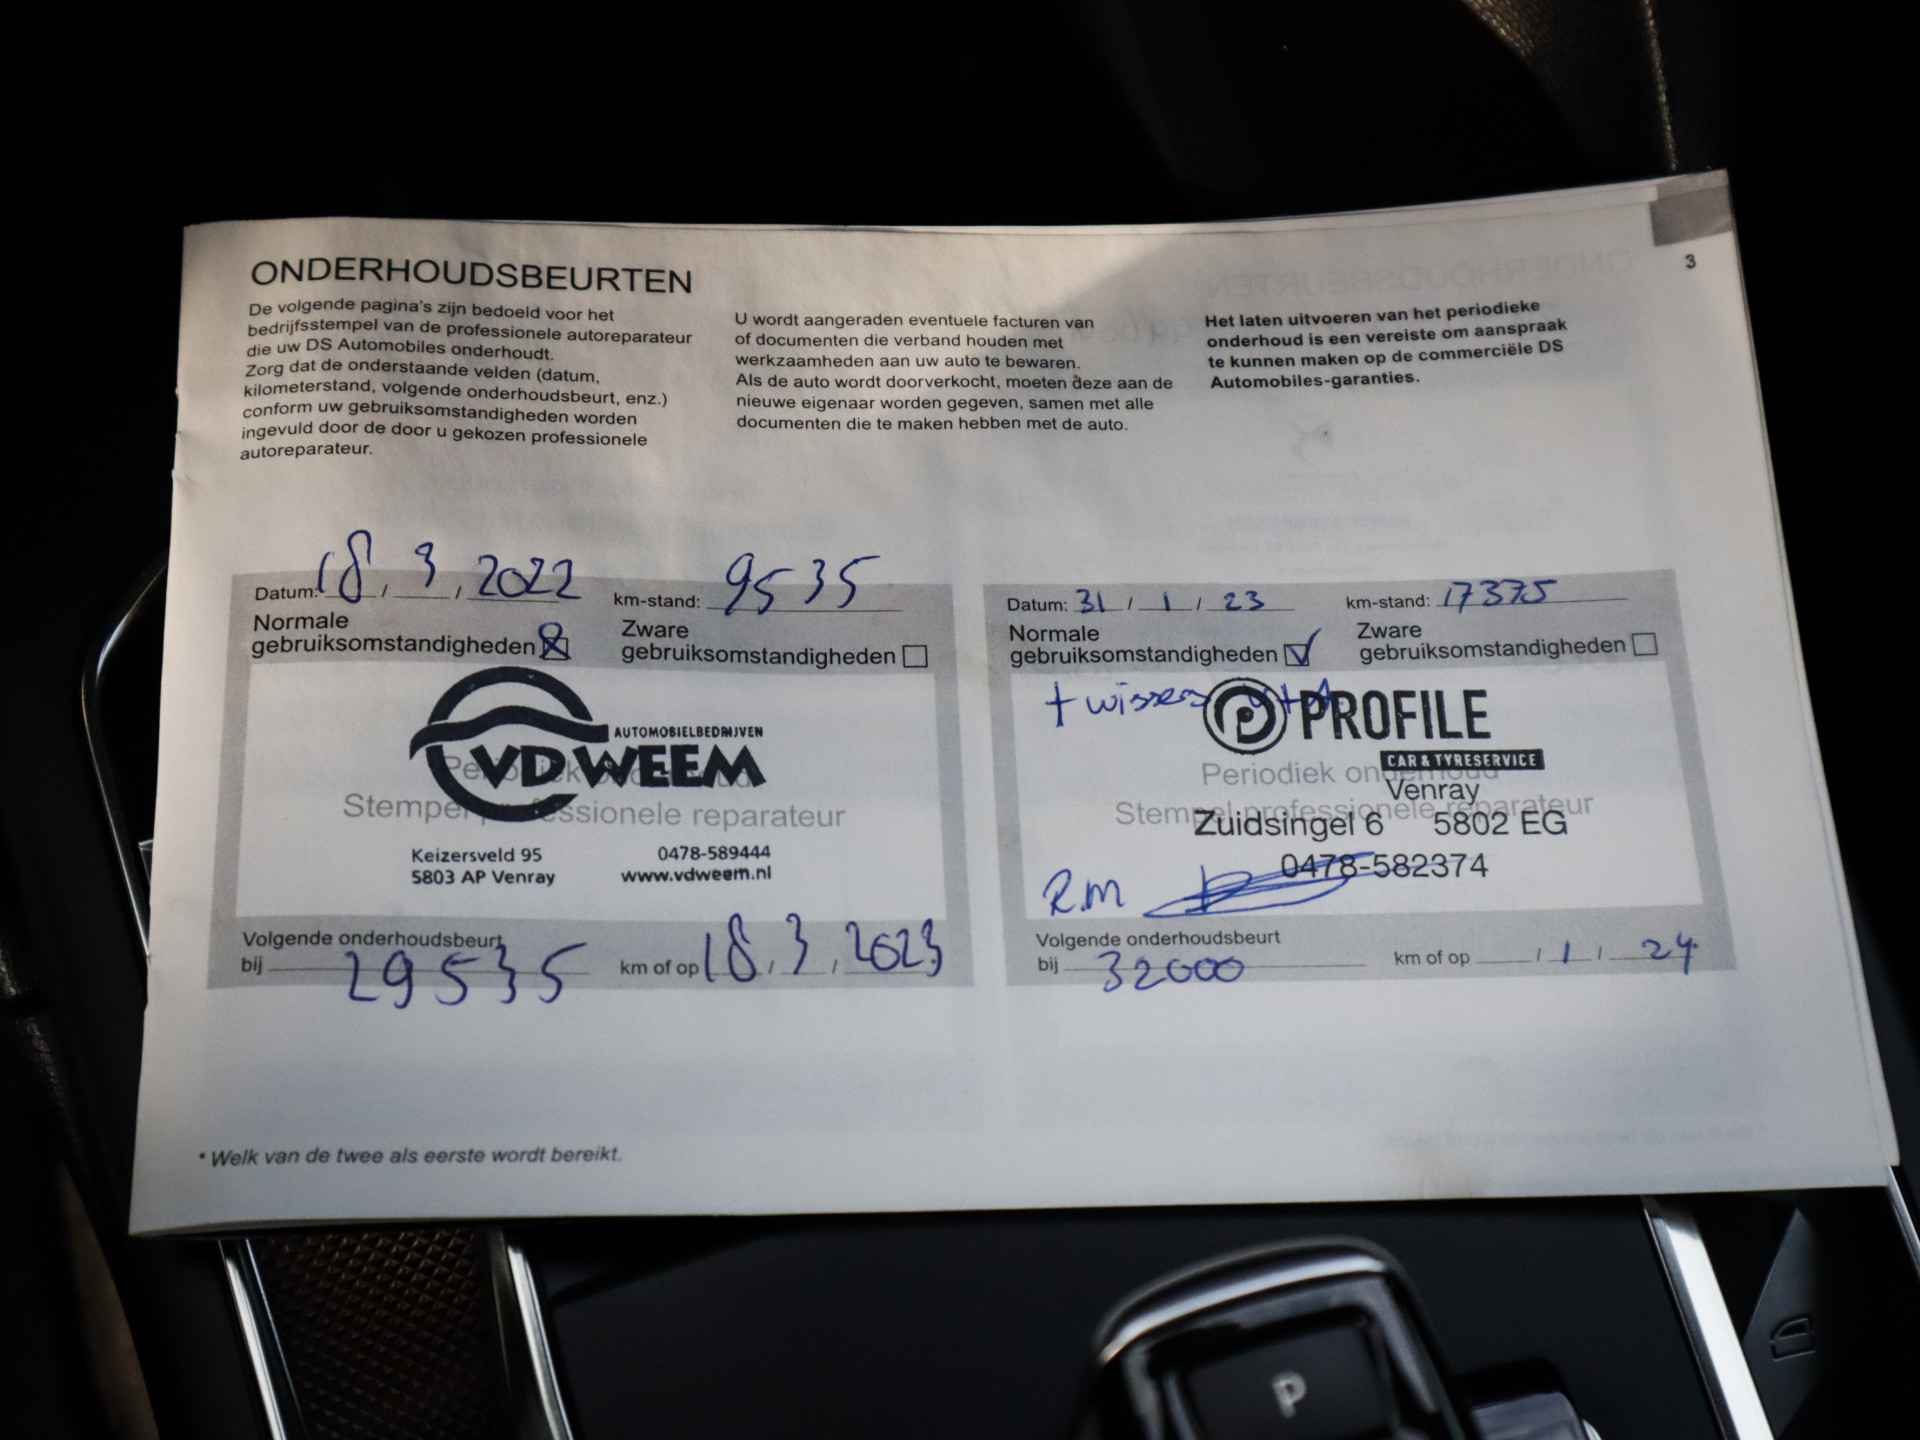 3
ONDERHOUDSBEURTEN
De volgende pagina's zijn bedoeld voor het
bedrijfsstempel van de professionele autoreparateur
die uw DS Automobiles onderhoudt.
Zorg dat de onderstaande velden (datum,
kilometerstand, volgende onderhoudsbeurt, enz.)
conform uw gebruiksomstandigheden worden
ingevuld door de door u gekozen professionele
autoreparateur.
U wordt aangeraden eventuele facturen van
of documenten die verband houden met
werkzaamheden aan uw auto te bewaren.
Als de auto wordt doorverkocht, moeten deze aan de
nieuwe eigenaar worden gegeven, samen met alle
documenten die te maken hebben met de auto.
Het laten uitvoeren van het periodieke
onderhoud is een vereiste om aanspraak
te kunnen maken op de commerciële DS
Automobiles-garanties.
Datum: 18 / 3 / 2022 km-stand: 9535
Normale
gebruiksomstandigheden
Zware
gebruiksomstandigheden
AUTOMOBIELBEDRIJVEN
VD WEEM
Periodiek onderhoud
Stempel professionele reparateur
Keizersveld 95 0478-589444
5803 AP Venray www.vdweem.nl
Volgende onderhoudsbeurt
bij 29535 km of op 18 / 3 / 2023
Datum: 31 / 1 / 23 km-stand: 17375
Normale
gebruiksomstandigheden
Zware
gebruiksomstandigheden
+ wissers v+A
PROFILE
CAR & TYRESERVICE
Periodiek onderhoud
Venray
Stempel professionele reparateur
Zuidsingel 6 5802 EG
0478-582374
R.M
Volgende onderhoudsbeurt
bij 32000 km of op / 1 / 24
* Welk van de twee als eerste wordt bereikt.
P